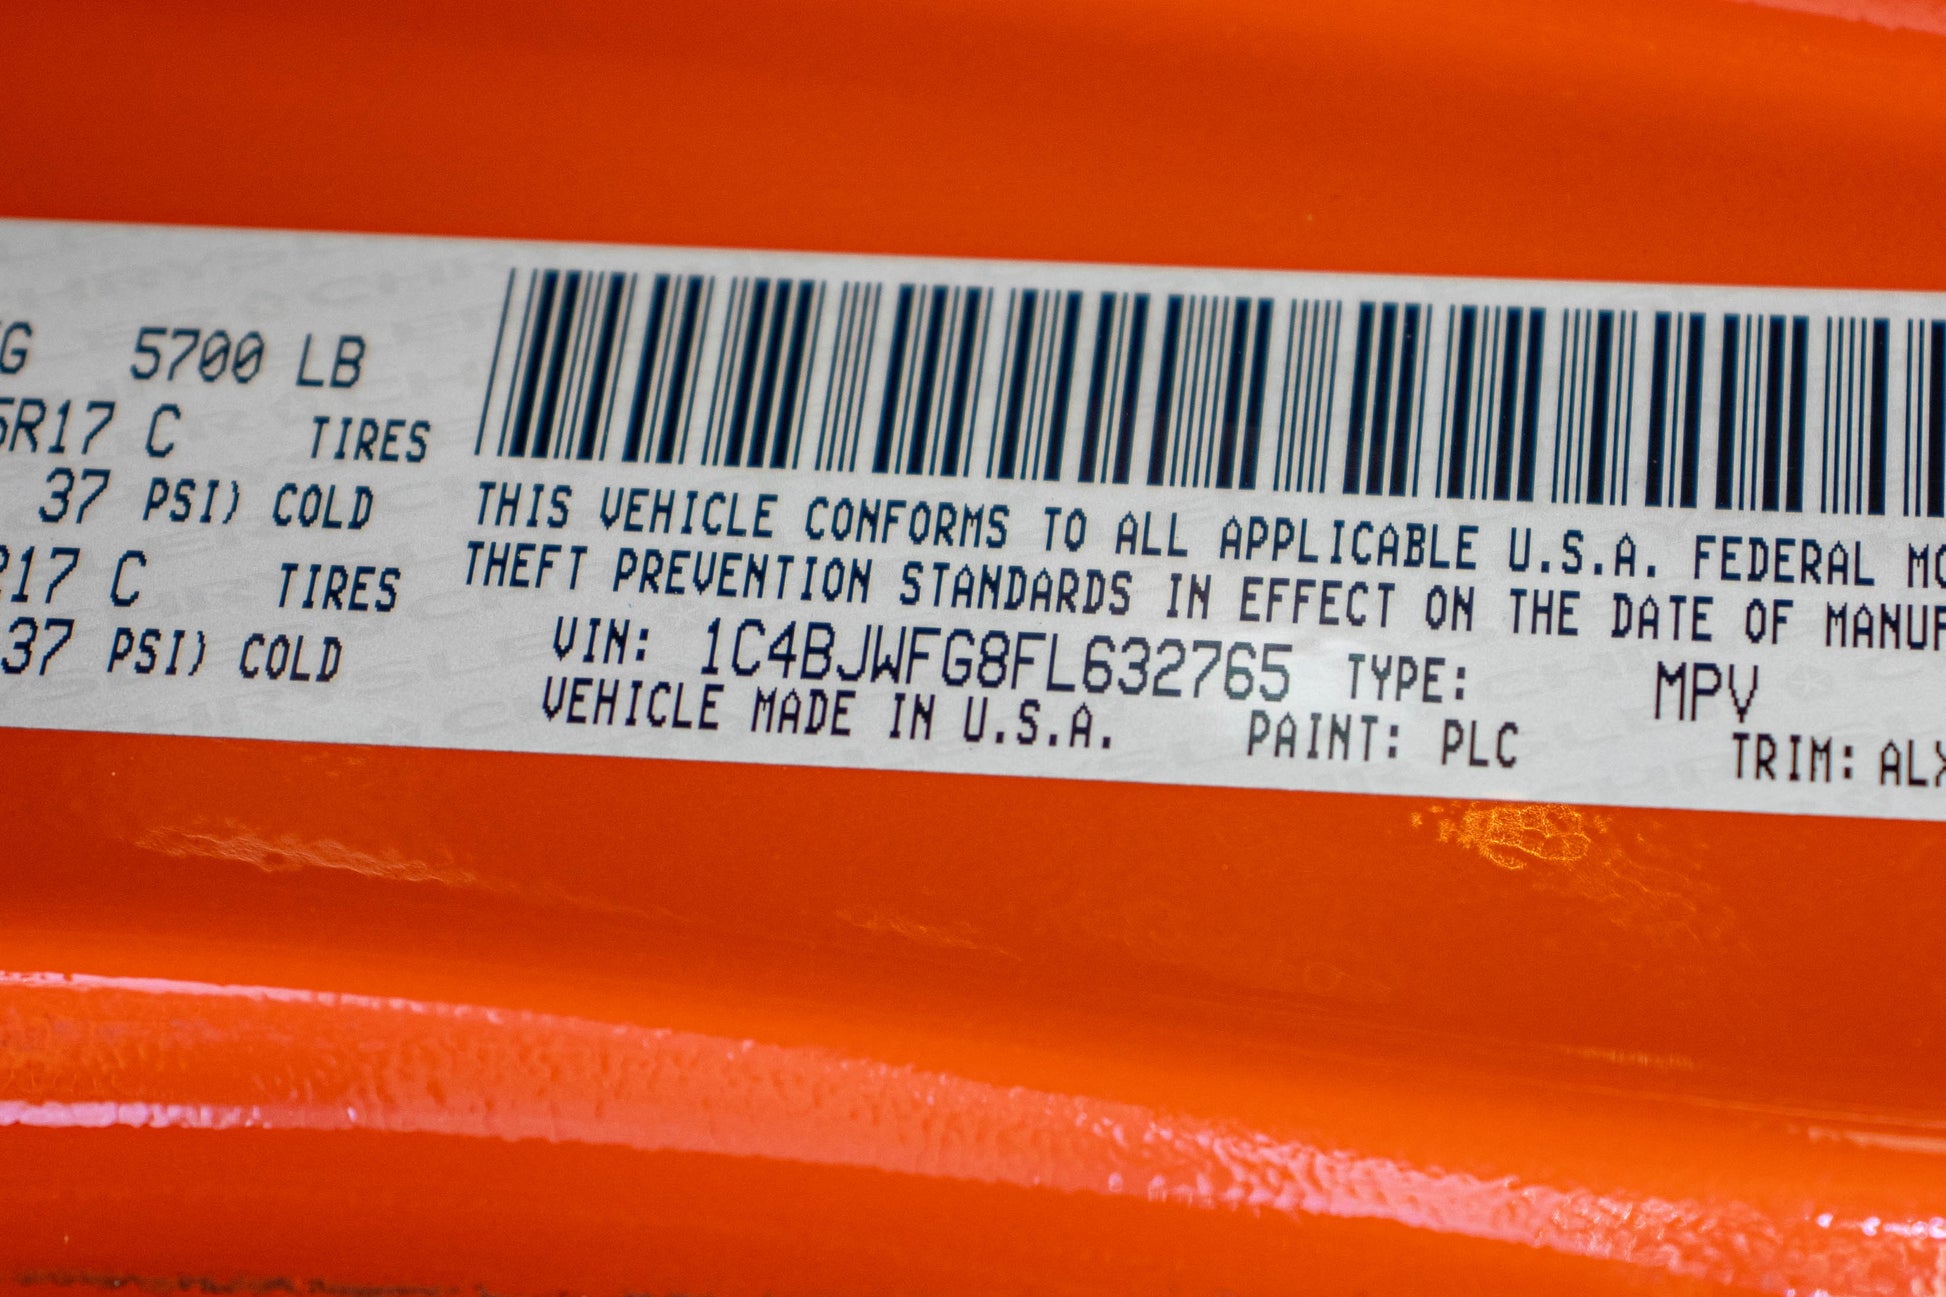 G 5700 LB
5R17 C TIRES
37 PSI) COLD
R17 C TIRES
37 PSI) COLD
THIS VEHICLE CONFORMS TO ALL APPLICABLE U.S.A. FEDERAL MO
THEFT PREVENTION STANDARDS IN EFFECT ON THE DATE OF MANUF
VIN: 1C4BJWFG8FL632765 TYPE: MPV
VEHICLE MADE IN U.S.A. PAINT: PLC TRIM: ALX